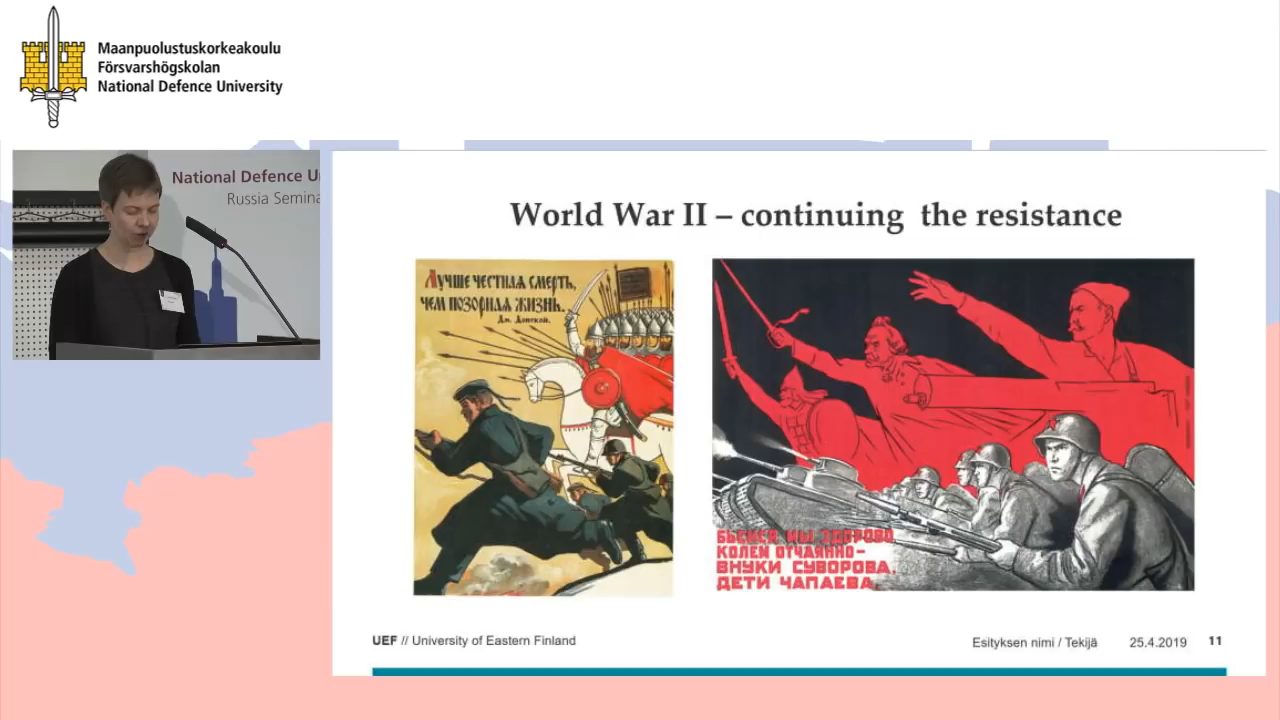 Maanpuolustuskorkeakoulu
Försvarshögskolan
National Defence University
National Defence U
Russia Semina
World War II – continuing the resistance
Лучше честная смерть,
чем позорная жизнь.
Дм. Донской.
БЬЕМСЯ МЫ ЗДОРОВО,
КОЛЕМ ОТЧАЯННО–
ВНУКИ СУВОРОВА,
ДЕТИ ЧАПАЕВА.
UEF // University of Eastern Finland
Esityksen nimi / Tekijä
25.4.2019
11